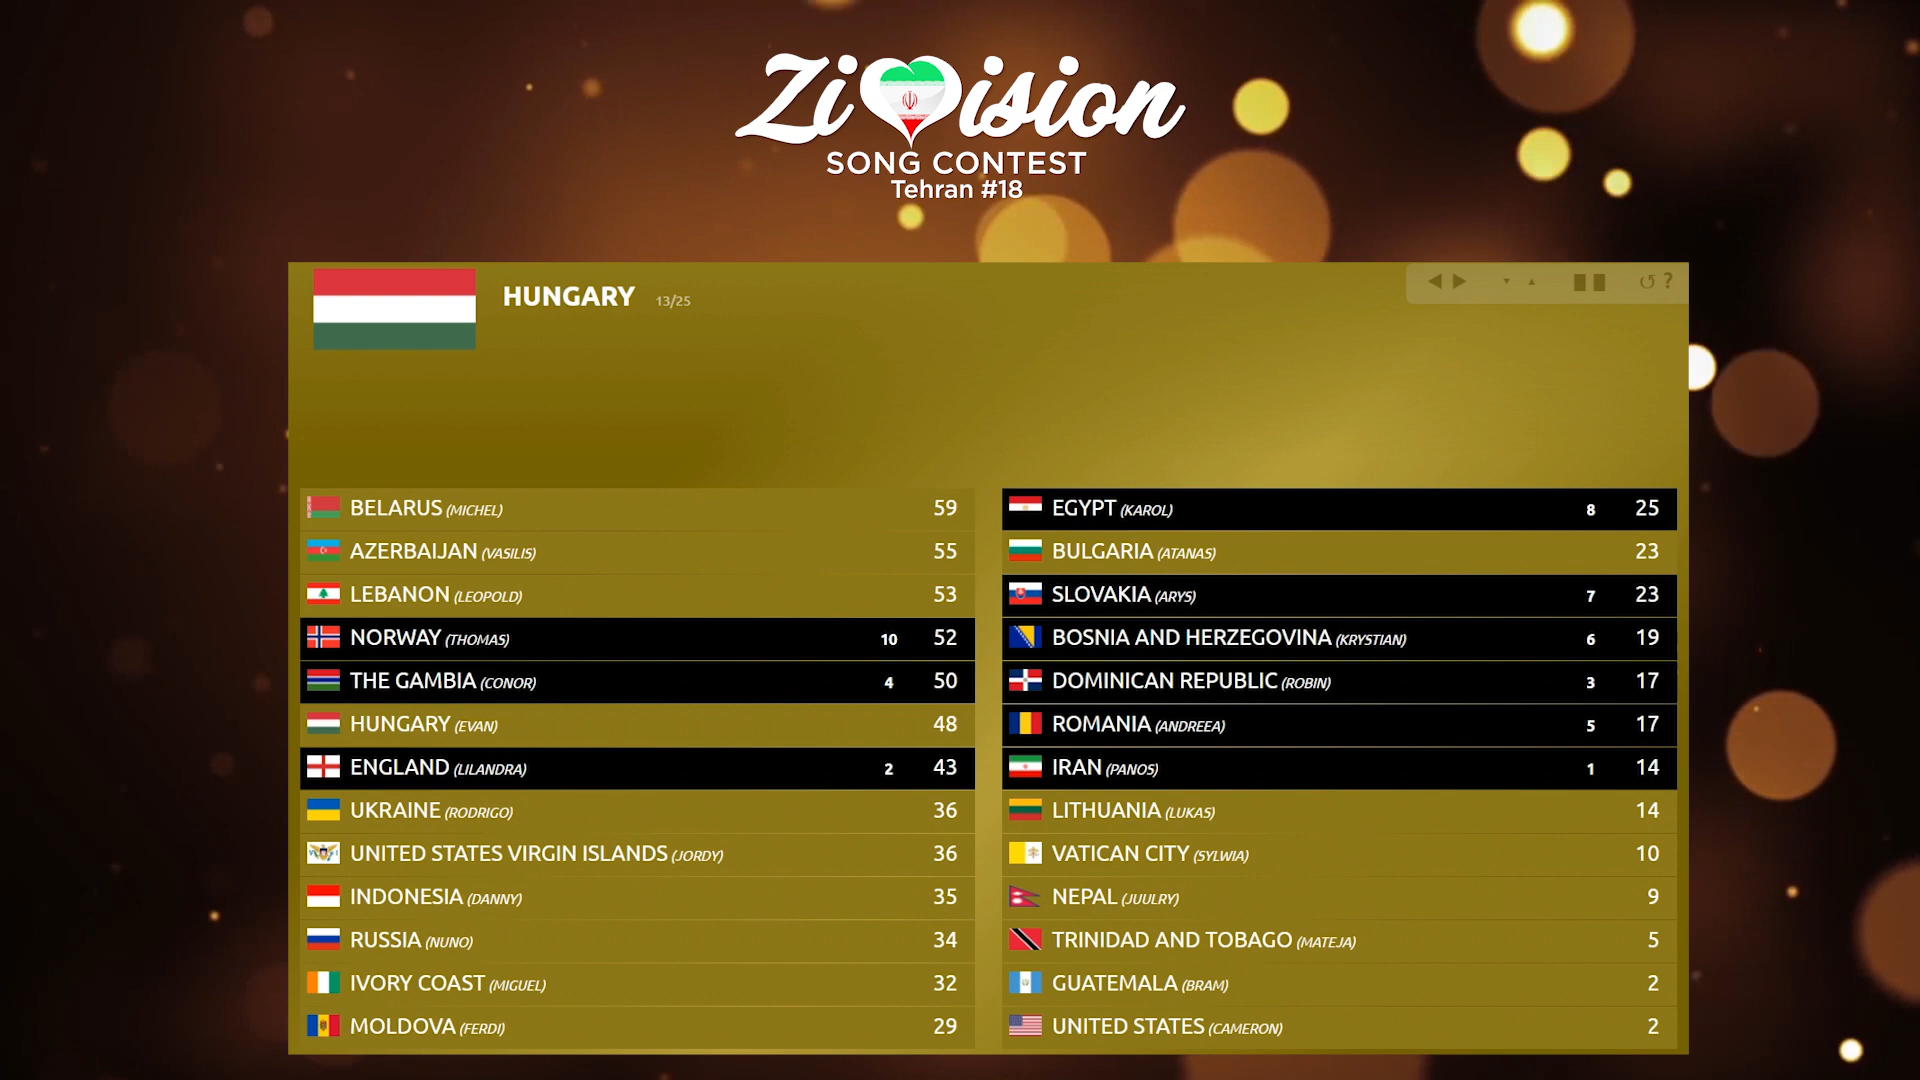 Zivision
SONG CONTEST
Tehran #18
HUNGARY 13/25
?
BELARUS (MICHEL) 59
AZERBAIJAN (VASILIS) 55
LEBANON (LEOPOLD) 53
NORWAY (THOMAS) 10 52
THE GAMBIA (CONOR) 4 50
HUNGARY (EVAN) 48
ENGLAND (LILANDRA) 2 43
UKRAINE (RODRIGO) 36
UNITED STATES VIRGIN ISLANDS (JORDY) 36
INDONESIA (DANNY) 35
RUSSIA (NUNO) 34
IVORY COAST (MIGUEL) 32
MOLDOVA (FERDI) 29
EGYPT (KAROL) 8 25
BULGARIA (ATANAS) 23
SLOVAKIA (ARYS) 7 23
BOSNIA AND HERZEGOVINA (KRYSTIAN) 6 19
DOMINICAN REPUBLIC (ROBIN) 3 17
ROMANIA (ANDREEA) 5 17
IRAN (PANOS) 1 14
LITHUANIA (LUKAS) 14
VATICAN CITY (SYLWIA) 10
NEPAL (JUULRY) 9
TRINIDAD AND TOBAGO (MATEJA) 5
GUATEMALA (BRAM) 2
UNITED STATES (CAMERON) 2